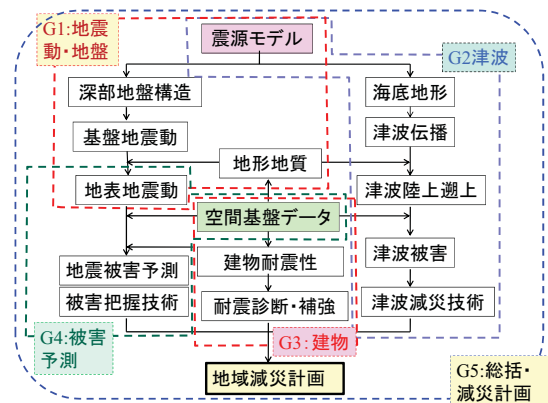 G1:地震
動・地盤
震源モデル
G2津波
深部地盤構造
海底地形
基盤地震動
津波伝播
地形地質
地表地震動
津波陸上遡上
空間基盤データ
地震被害予測
建物耐震性
津波被害
被害把握技術
耐震診断・補強
津波減災技術
G4:被害
予測
G3:建物
地域減災計画
G5:総括・
減災計画